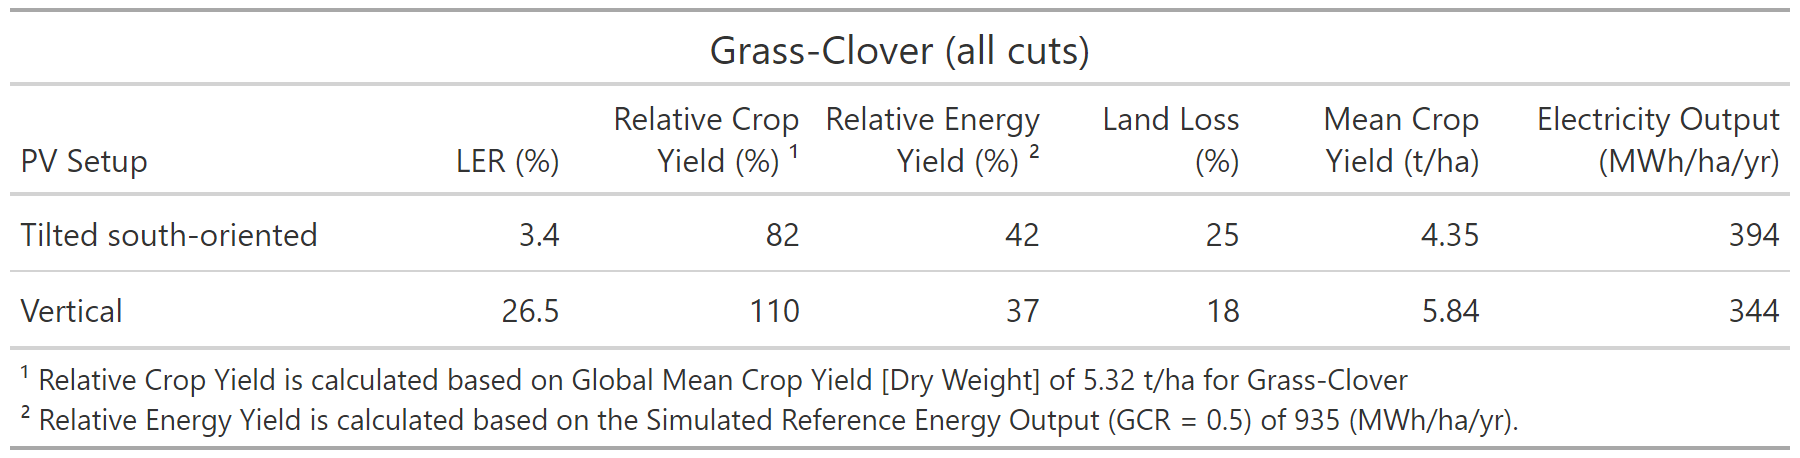 Grass-Clover (all cuts)
PV Setup LER (%) Relative Crop Yield (%) ¹ Relative Energy Yield (%) ² Land Loss (%) Mean Crop Yield (t/ha) Electricity Output (MWh/ha/yr)
Tilted south-oriented 3.4 82 42 25 4.35 394
Vertical 26.5 110 37 18 5.84 344
¹ Relative Crop Yield is calculated based on Global Mean Crop Yield [Dry Weight] of 5.32 t/ha for Grass-Clover
² Relative Energy Yield is calculated based on the Simulated Reference Energy Output (GCR = 0.5) of 935 (MWh/ha/yr).